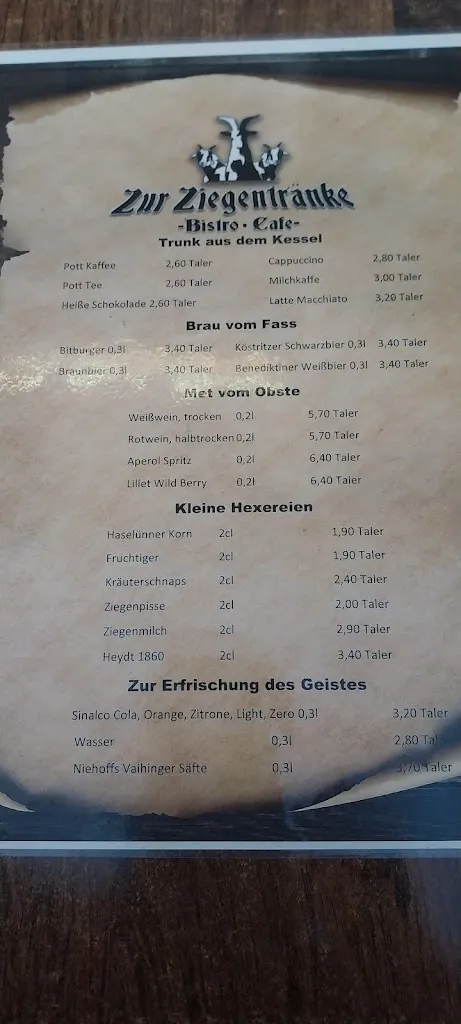 Zur Ziegentränke
-Bistro • Cafe-
Trunk aus dem Kessel
Pott Kaffee 2,60 Taler Cappuccino 2,80 Taler
Pott Tee 2,60 Taler Milchkaffe 3,00 Taler
Heiße Schokolade 2,60 Taler Latte Macchiato 3,20 Taler
Brau vom Fass
Bitburger 0,3l 3,40 Taler Köstritzer Schwarzbier 0,3l 3,40 Taler
Braunbier 0,3l 3,40 Taler Benediktiner Weißbier 0,3l 3,40 Taler
Met vom Obste
Weißwein, trocken 0,2l 5,70 Taler
Rotwein, halbtrocken 0,2l 5,70 Taler
Aperol Spritz 0,2l 6,40 Taler
Lillet Wild Berry 0,2l 6,40 Taler
Kleine Hexereien
Haselünner Korn 2cl 1,90 Taler
Fruchtiger 2cl 1,90 Taler
Kräuterschnaps 2cl 2,40 Taler
Ziegenpisse 2cl 2,00 Taler
Ziegenmilch 2cl 2,90 Taler
Heydt 1860 2cl 3,40 Taler
Zur Erfrischung des Geistes
Sinalco Cola, Orange, Zitrone, Light, Zero 0,3l 3,20 Taler
Wasser 0,3l 2,80 Tal
Niehoffs Vaihinger Säfte 0,3l 3,70 Taler